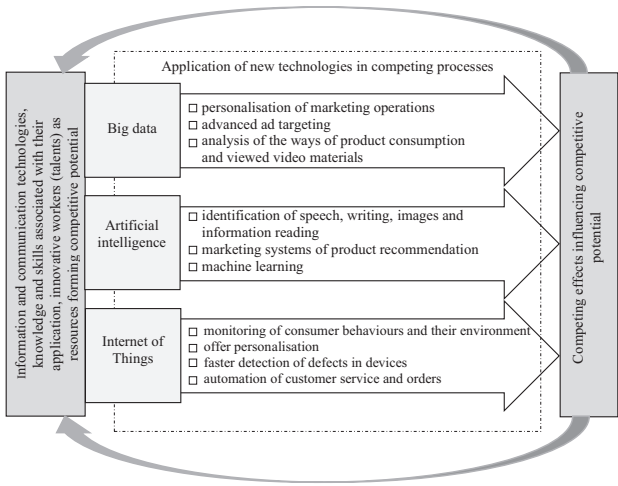 Application of new technologies in competing processes
Information and communication technologies,
knowledge and skills associated with their
application, innovative workers (talents) as
resources forming competitive potential
Big data
□ personalisation of marketing operations
□ advanced ad targeting
□ analysis of the ways of product consumption
and viewed video materials
Artificial
intelligence
□ identification of speech, writing, images and
information reading
□ marketing systems of product recommendation
□ machine learning
Internet of
Things
□ monitoring of consumer behaviours and their environment
□ offer personalisation
□ faster detection of defects in devices
□ automation of customer service and orders
Competing effects influencing competitive
potential